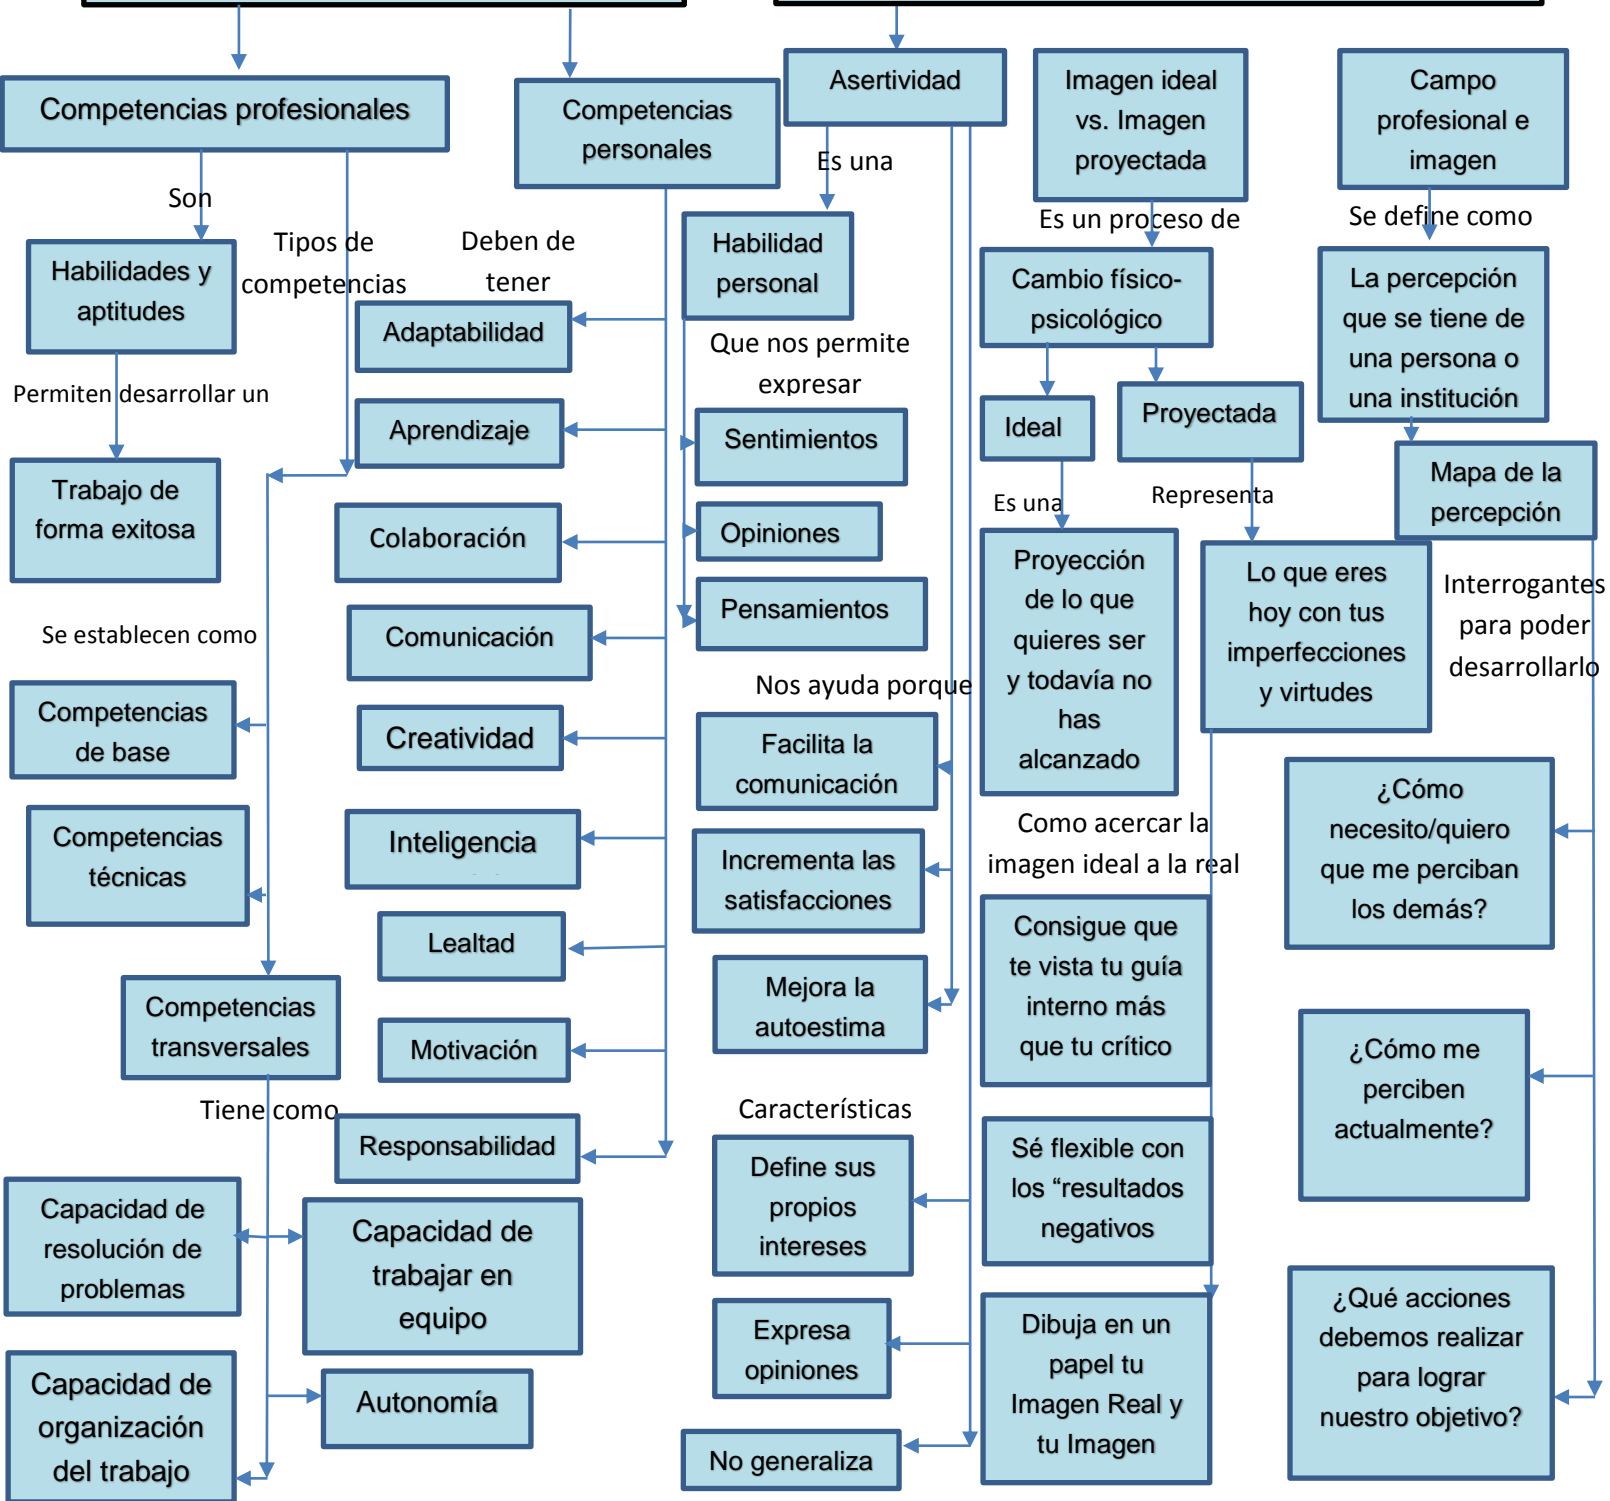 Competencias profesionales
Son
Habilidades y
aptitudes
Permiten desarrollar un
Trabajo de
forma exitosa
Tipos de
competencias
Se establecen como
Competencias
de base
Competencias
técnicas
Competencias
transversales
Tiene como
Capacidad de
resolución de
problemas
Capacidad de
trabajar en
equipo
Autonomía
Capacidad de
organización
del trabajo
Competencias
personales
Deben de
tener
Adaptabilidad
Aprendizaje
Colaboración
Comunicación
Creatividad
Inteligencia
Lealtad
Motivación
Responsabilidad
Asertividad
Es una
Habilidad
personal
Que nos permite
expresar
Sentimientos
Opiniones
Pensamientos
Nos ayuda porque
Facilita la
comunicación
Incrementa las
satisfacciones
Mejora la
autoestima
Características
Define sus
propios
intereses
Expresa
opiniones
No generaliza
Imagen ideal
vs. Imagen
proyectada
Es un proceso de
Cambio físico-
psicológico
Ideal
Es una
Proyección
de lo que
quieres ser
y todavía no
has
alcanzado
Proyectada
Representa
Lo que eres
hoy con tus
imperfecciones
y virtudes
Como acercar la
imagen ideal a la real
Consigue que
te vista tu guía
interno más
que tu crítico
Sé flexible con
los “resultados
negativos
Dibuja en un
papel tu
Imagen Real y
tu Imagen
Campo
profesional e
imagen
Se define como
La percepción
que se tiene de
una persona o
una institución
Mapa de la
percepción
Interrogantes
para poder
desarrollarlo
¿Cómo
necesito/quiero
que me perciban
los demás?
¿Cómo me
perciben
actualmente?
¿Qué acciones
debemos realizar
para lograr
nuestro objetivo?